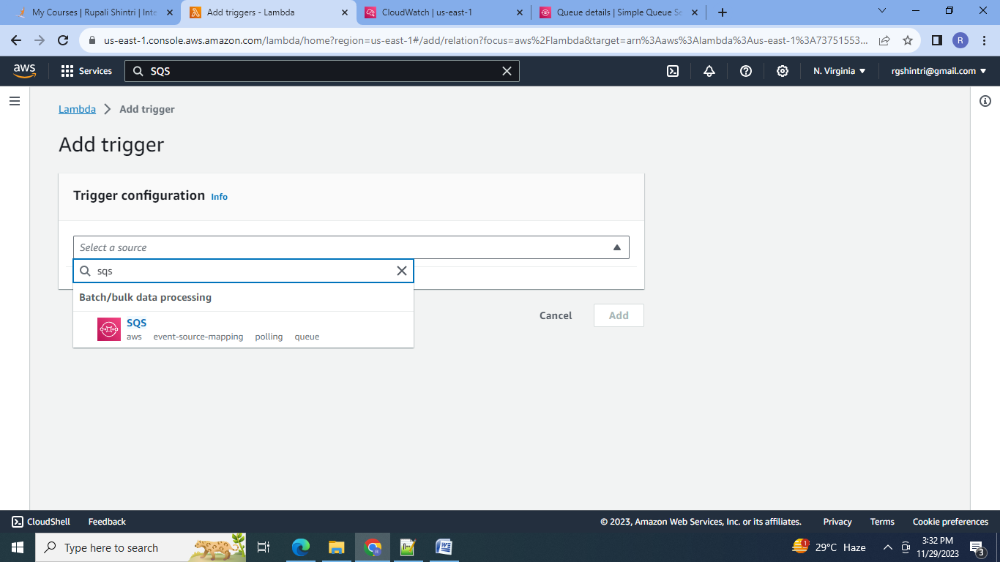 My Courses | Rupali Shintri | Inte
Add triggers - Lambda
CloudWatch | us-east-1
Queue details | Simple Queue Se
us-east-1.console.aws.amazon.com/lambda/home?region=us-east-1#/add/relation?focus=aws%2Flambda&target=arn%3Aaws%3Alambda%3Aus-east-1%3A73751553...
R
aws
Services
SQS
N. Virginia
rgshintri@gmail.com
Lambda
Add trigger
Add trigger
Trigger configuration Info
Select a source
sqs
Batch/bulk data processing
SQS
aws event-source-mapping polling queue
Cancel
Add
CloudShell
Feedback
© 2023, Amazon Web Services, Inc. or its affiliates.
Privacy
Terms
Cookie preferences
Type here to search
1
29°C Haze
3:32 PM
11/29/2023
3